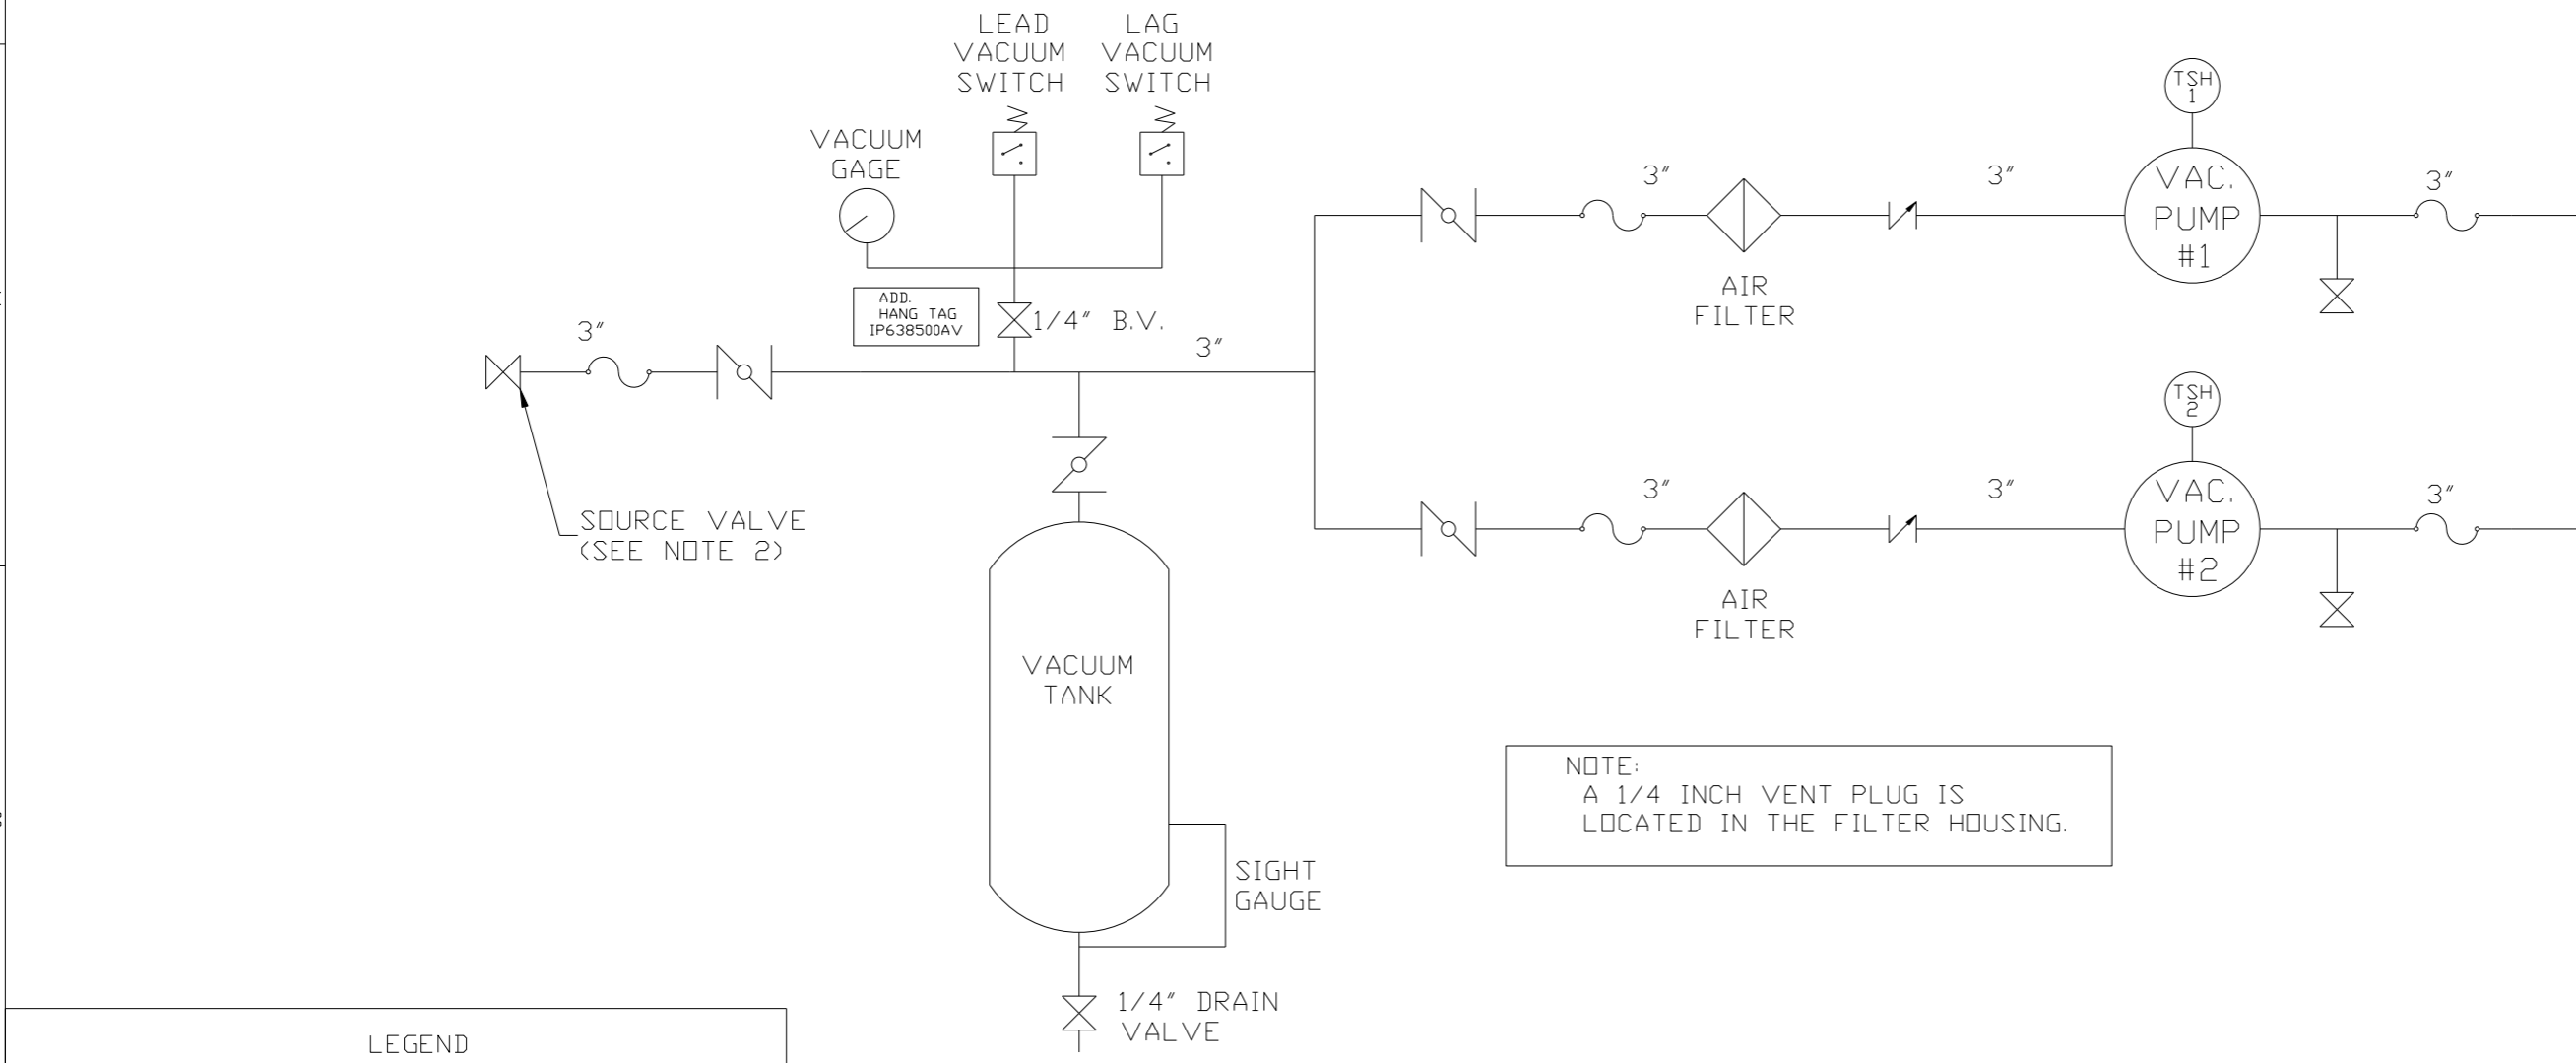 LEAD
VACUUM
SWITCH
LAG
VACUUM
SWITCH
VACUUM
GAGE
ADD.
HANG TAG
IP638500AV
1/4" B.V.
3"
3"
SOURCE VALVE
(SEE NOTE 2)
VACUUM
TANK
SIGHT
GAUGE
1/4" DRAIN
VALVE
3"
AIR
FILTER
3"
TSH
1
VAC.
PUMP
#1
3"
3"
AIR
FILTER
3"
TSH
2
VAC.
PUMP
#2
3"
NOTE:
A 1/4 INCH VENT PLUG IS
LOCATED IN THE FILTER HOUSING.
LEGEND